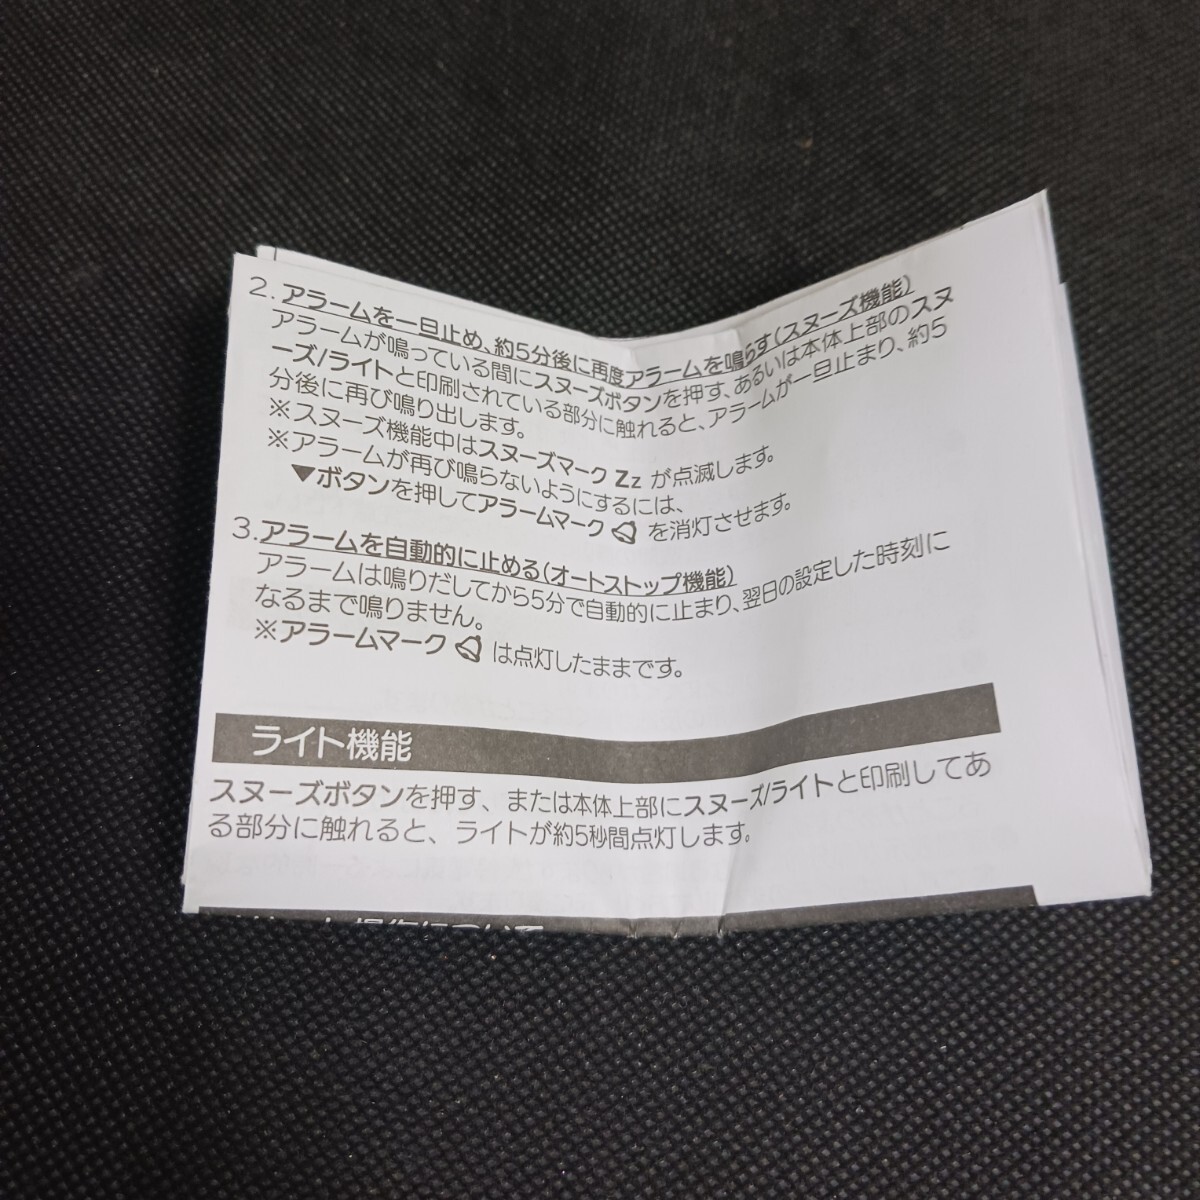 2. アラームを一旦止め、約5分後に再度アラームを鳴らす(スヌーズ機能)
アラームが鳴っている間にスヌーズボタンを押す、あるいは本体上部のスヌ
ーズ/ライトと印刷されている部分に触れると、アラームが一旦止まり、約5
分後に再び鳴り出します。
※スヌーズ機能中はスヌーズマーク Zz が点滅します。
※アラームが再び鳴らないようにするには、
▼ボタンを押してアラームマーク を消灯させます。
3. アラームを自動的に止める(オートストップ機能)
アラームは鳴りだしてから5分で自動的に止まり、翌日の設定した時刻に
なるまで鳴りません。
※アラームマーク は点灯したままです。
ライト機能
スヌーズボタンを押す、または本体上部にスヌーズ/ライトと印刷してあ
る部分に触れると、ライトが約5秒間点灯します。